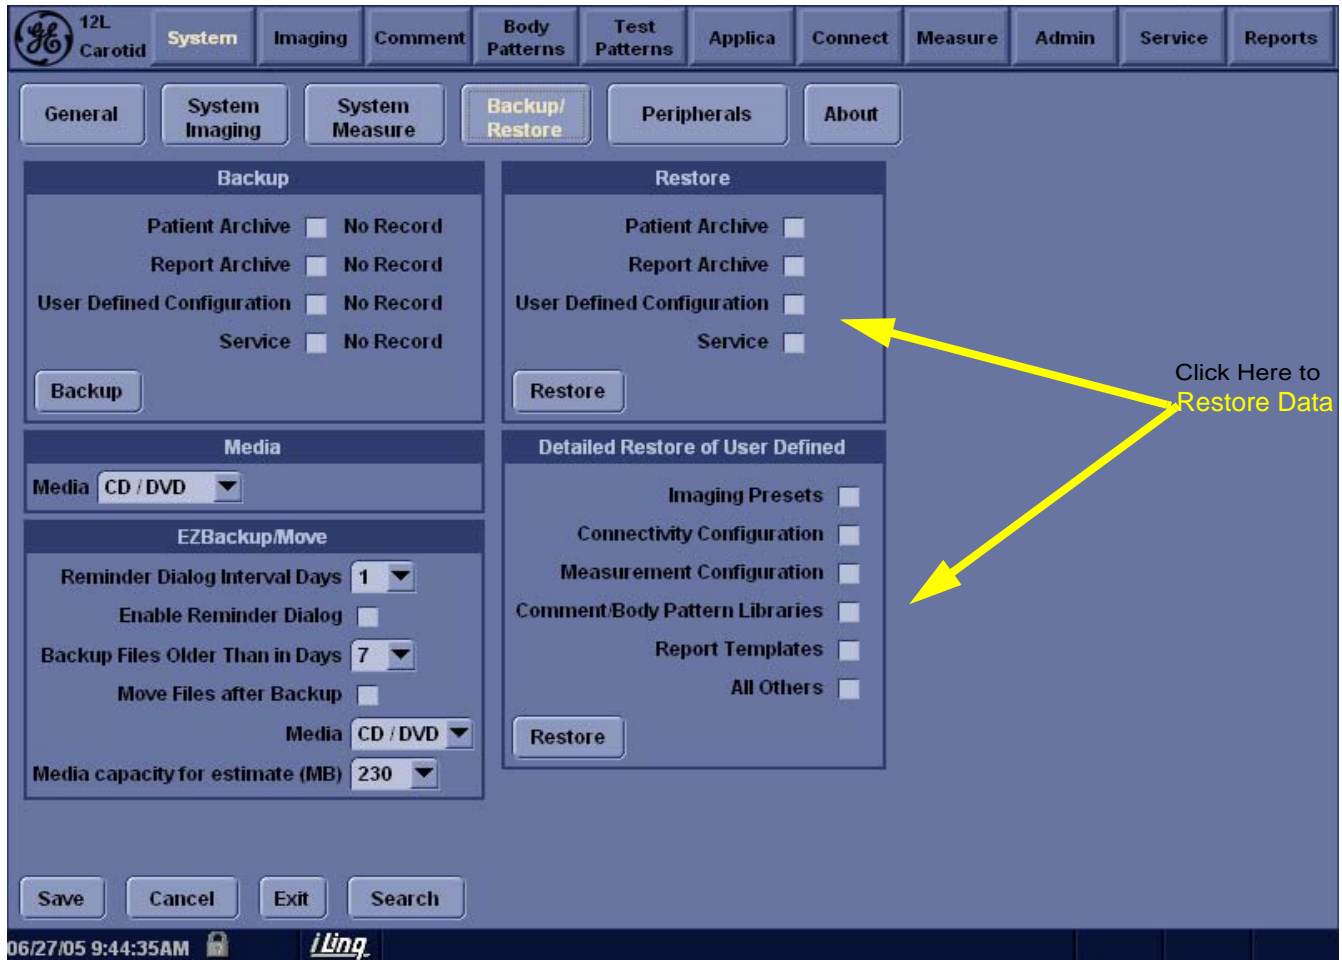 GE
12L
Carotid
System
Imaging
Comment
Body
Patterns
Test
Patterns
Applica
Connect
Measure
Admin
Service
Reports
General
System
Imaging
System
Measure
Backup/
Restore
Peripherals
About
Backup
Patient Archive No Record
Report Archive No Record
User Defined Configuration No Record
Service No Record
Backup
Media
Media CD / DVD
EZBackup/Move
Reminder Dialog Interval Days 1
Enable Reminder Dialog
Backup Files Older Than in Days 7
Move Files after Backup
Media CD / DVD
Media capacity for estimate (MB) 230
Restore
Patient Archive
Report Archive
User Defined Configuration
Service
Restore
Detailed Restore of User Defined
Imaging Presets
Connectivity Configuration
Measurement Configuration
Comment/Body Pattern Libraries
Report Templates
All Others
Restore
Click Here to
Restore Data
Save
Cancel
Exit
Search
06/27/05 9:44:35AM
iLinq